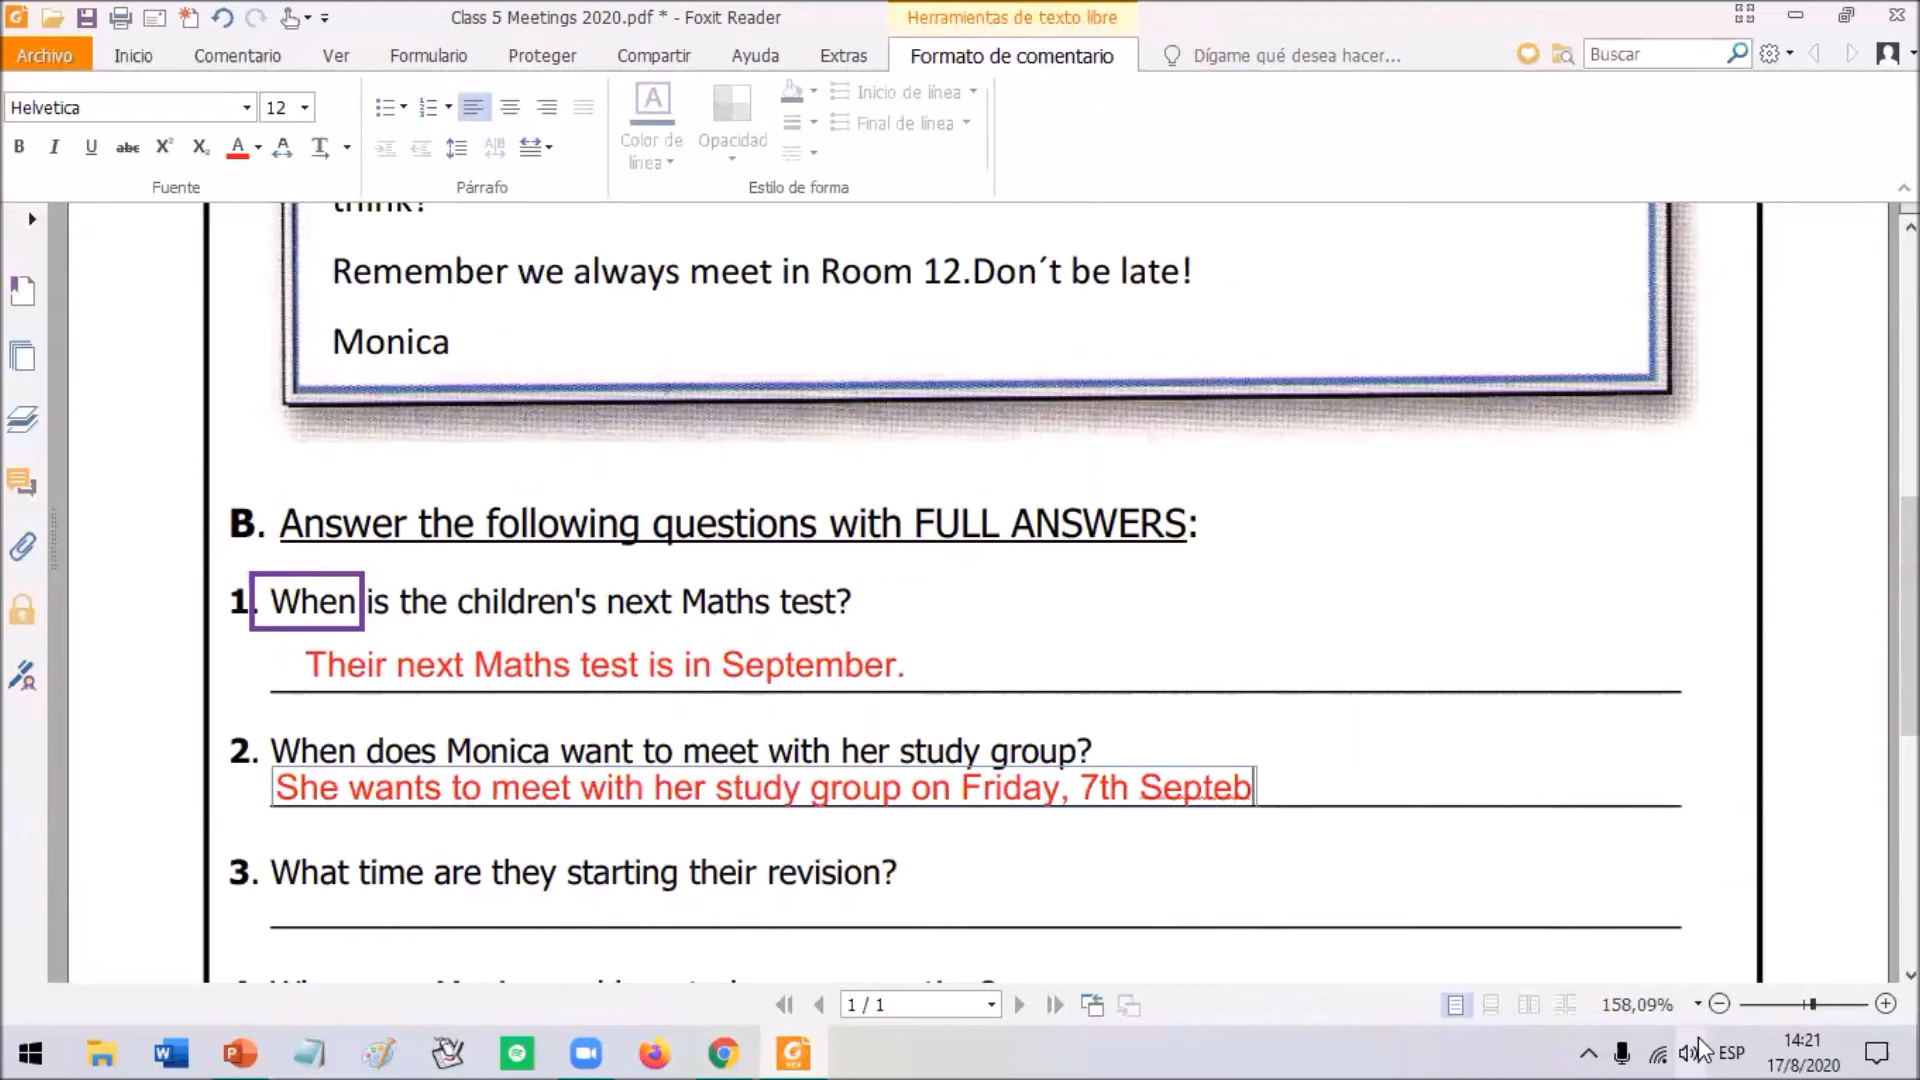 Class 5 Meetings 2020.pdf * - Foxit Reader
Herramientas de texto libre
Archivo Inicio Comentario Ver Formulario Proteger Compartir Ayuda Extras Formato de comentario Dígame qué desea hacer... Buscar
Helvetica 12
Inicio de línea
Final de línea
Color de línea
Opacidad
Fuente Párrafo Estilo de forma
think?
Remember we always meet in Room 12.Don´t be late!
Monica
B. Answer the following questions with FULL ANSWERS:
1. When is the children's next Maths test?
Their next Maths test is in September.
2. When does Monica want to meet with her study group?
She wants to meet with her study group on Friday, 7th Septeb
3. What time are they starting their revision?
1 / 1
158,09%
ESP
14:21
17/8/2020